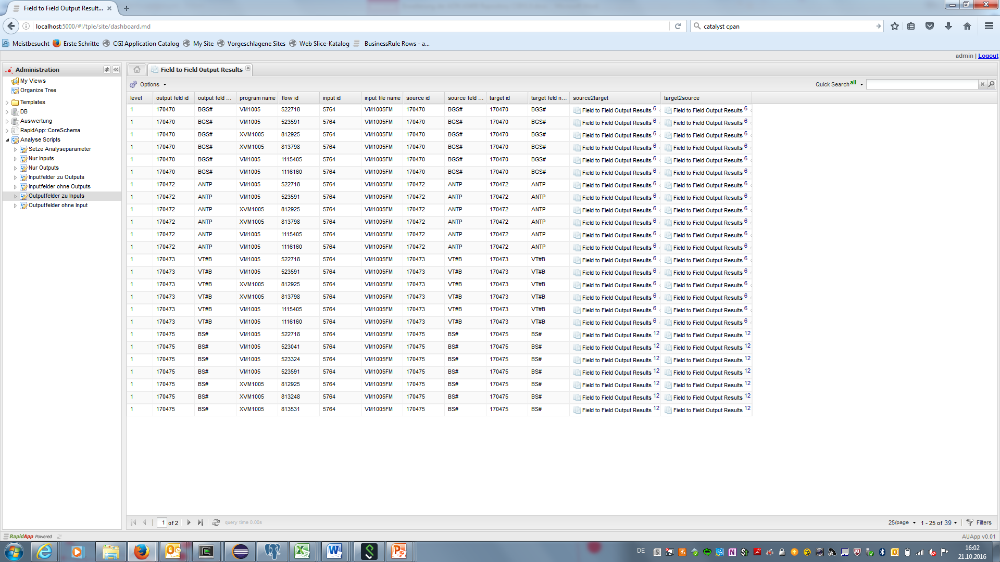 Field to Field Output Result...
localhost:5000/#!/tple/site/dashboard.md
catalyst cpan
Meistbesucht Erste Schritte CGI Application Catalog My Site Vorgeschlagene Sites Web Slice-Katalog BusinessRule Rows - a...
admin | Logout
Administration
My Views
Organize Tree
Templates
DB
Auswertung
RapidApp::CoreSchema
Analyse Scripts
Setze Analyseparameter
Nur Inputs
Nur Outputs
Inputfelder zu Outputs
Inputfelder ohne Outputs
Outputfelder zu Inputs
Outputfelder ohne Input
Field to Field Output Results
Options
Quick Search all
level output feld id output feld ... program name flow id input id input file name source id source feld ... target id target feld n... source2target target2source
1 170470 BGS# VM1005 522718 5764 VM1005FM 170470 BGS# 170470 BGS# Field to Field Output Results 6 Field to Field Output Results 6
1 170470 BGS# VM1005 523591 5764 VM1005FM 170470 BGS# 170470 BGS# Field to Field Output Results 6 Field to Field Output Results 6
1 170470 BGS# XVM1005 812925 5764 VM1005FM 170470 BGS# 170470 BGS# Field to Field Output Results 6 Field to Field Output Results 6
1 170470 BGS# XVM1005 813798 5764 VM1005FM 170470 BGS# 170470 BGS# Field to Field Output Results 6 Field to Field Output Results 6
1 170470 BGS# VM1005 1115405 5764 VM1005FM 170470 BGS# 170470 BGS# Field to Field Output Results 6 Field to Field Output Results 6
1 170470 BGS# VM1005 1116160 5764 VM1005FM 170470 BGS# 170470 BGS# Field to Field Output Results 6 Field to Field Output Results 6
1 170472 ANTP VM1005 522718 5764 VM1005FM 170472 ANTP 170472 ANTP Field to Field Output Results 6 Field to Field Output Results 6
1 170472 ANTP VM1005 523591 5764 VM1005FM 170472 ANTP 170472 ANTP Field to Field Output Results 6 Field to Field Output Results 6
1 170472 ANTP XVM1005 812925 5764 VM1005FM 170472 ANTP 170472 ANTP Field to Field Output Results 6 Field to Field Output Results 6
1 170472 ANTP XVM1005 813798 5764 VM1005FM 170472 ANTP 170472 ANTP Field to Field Output Results 6 Field to Field Output Results 6
1 170472 ANTP VM1005 1115405 5764 VM1005FM 170472 ANTP 170472 ANTP Field to Field Output Results 6 Field to Field Output Results 6
1 170472 ANTP VM1005 1116160 5764 VM1005FM 170472 ANTP 170472 ANTP Field to Field Output Results 6 Field to Field Output Results 6
1 170473 VT#B VM1005 522718 5764 VM1005FM 170473 VT#B 170473 VT#B Field to Field Output Results 6 Field to Field Output Results 6
1 170473 VT#B VM1005 523591 5764 VM1005FM 170473 VT#B 170473 VT#B Field to Field Output Results 6 Field to Field Output Results 6
1 170473 VT#B XVM1005 812925 5764 VM1005FM 170473 VT#B 170473 VT#B Field to Field Output Results 6 Field to Field Output Results 6
1 170473 VT#B XVM1005 813798 5764 VM1005FM 170473 VT#B 170473 VT#B Field to Field Output Results 6 Field to Field Output Results 6
1 170473 VT#B VM1005 1115405 5764 VM1005FM 170473 VT#B 170473 VT#B Field to Field Output Results 6 Field to Field Output Results 6
1 170473 VT#B VM1005 1116160 5764 VM1005FM 170473 VT#B 170473 VT#B Field to Field Output Results 6 Field to Field Output Results 6
1 170475 BS# VM1005 522718 5764 VM1005FM 170475 BS# 170475 BS# Field to Field Output Results 12 Field to Field Output Results 12
1 170475 BS# VM1005 523041 5764 VM1005FM 170475 BS# 170475 BS# Field to Field Output Results 12 Field to Field Output Results 12
1 170475 BS# VM1005 523324 5764 VM1005FM 170475 BS# 170475 BS# Field to Field Output Results 12 Field to Field Output Results 12
1 170475 BS# VM1005 523591 5764 VM1005FM 170475 BS# 170475 BS# Field to Field Output Results 12 Field to Field Output Results 12
1 170475 BS# XVM1005 812925 5764 VM1005FM 170475 BS# 170475 BS# Field to Field Output Results 12 Field to Field Output Results 12
1 170475 BS# XVM1005 813248 5764 VM1005FM 170475 BS# 170475 BS# Field to Field Output Results 12 Field to Field Output Results 12
1 170475 BS# XVM1005 813531 5764 VM1005FM 170475 BS# 170475 BS# Field to Field Output Results 12 Field to Field Output Results 12
1 of 2 query time 0.00s
25/page 1 - 25 of 39 Filters
RapidApp Powered
AUApp v0.01
DE
16:02
21.10.2016